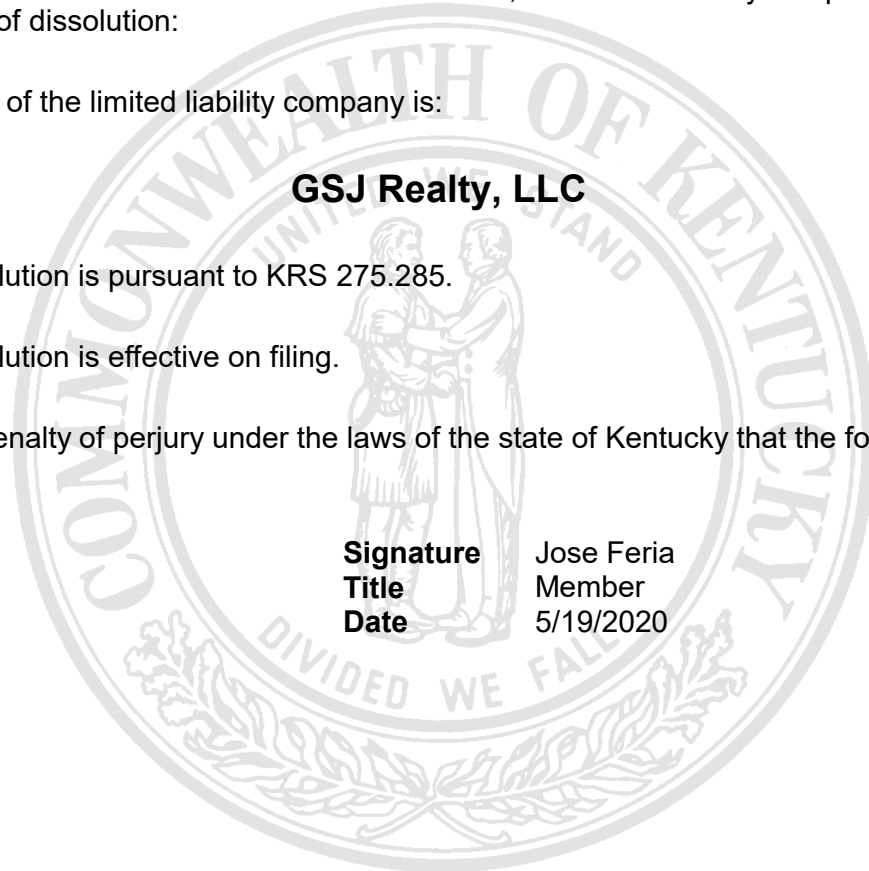 of dissolution:
of the limited liability company is:
GSJ Realty, LLC
lution is pursuant to KRS 275.285.
lution is effective on filing.
enalty of perjury under the laws of the state of Kentucky that the fo
Signature Jose Feria
Title Member
Date 5/19/2020
COMMONWEALTH OF KENTUCKY
UNITED WE STAND
DIVIDED WE FALL